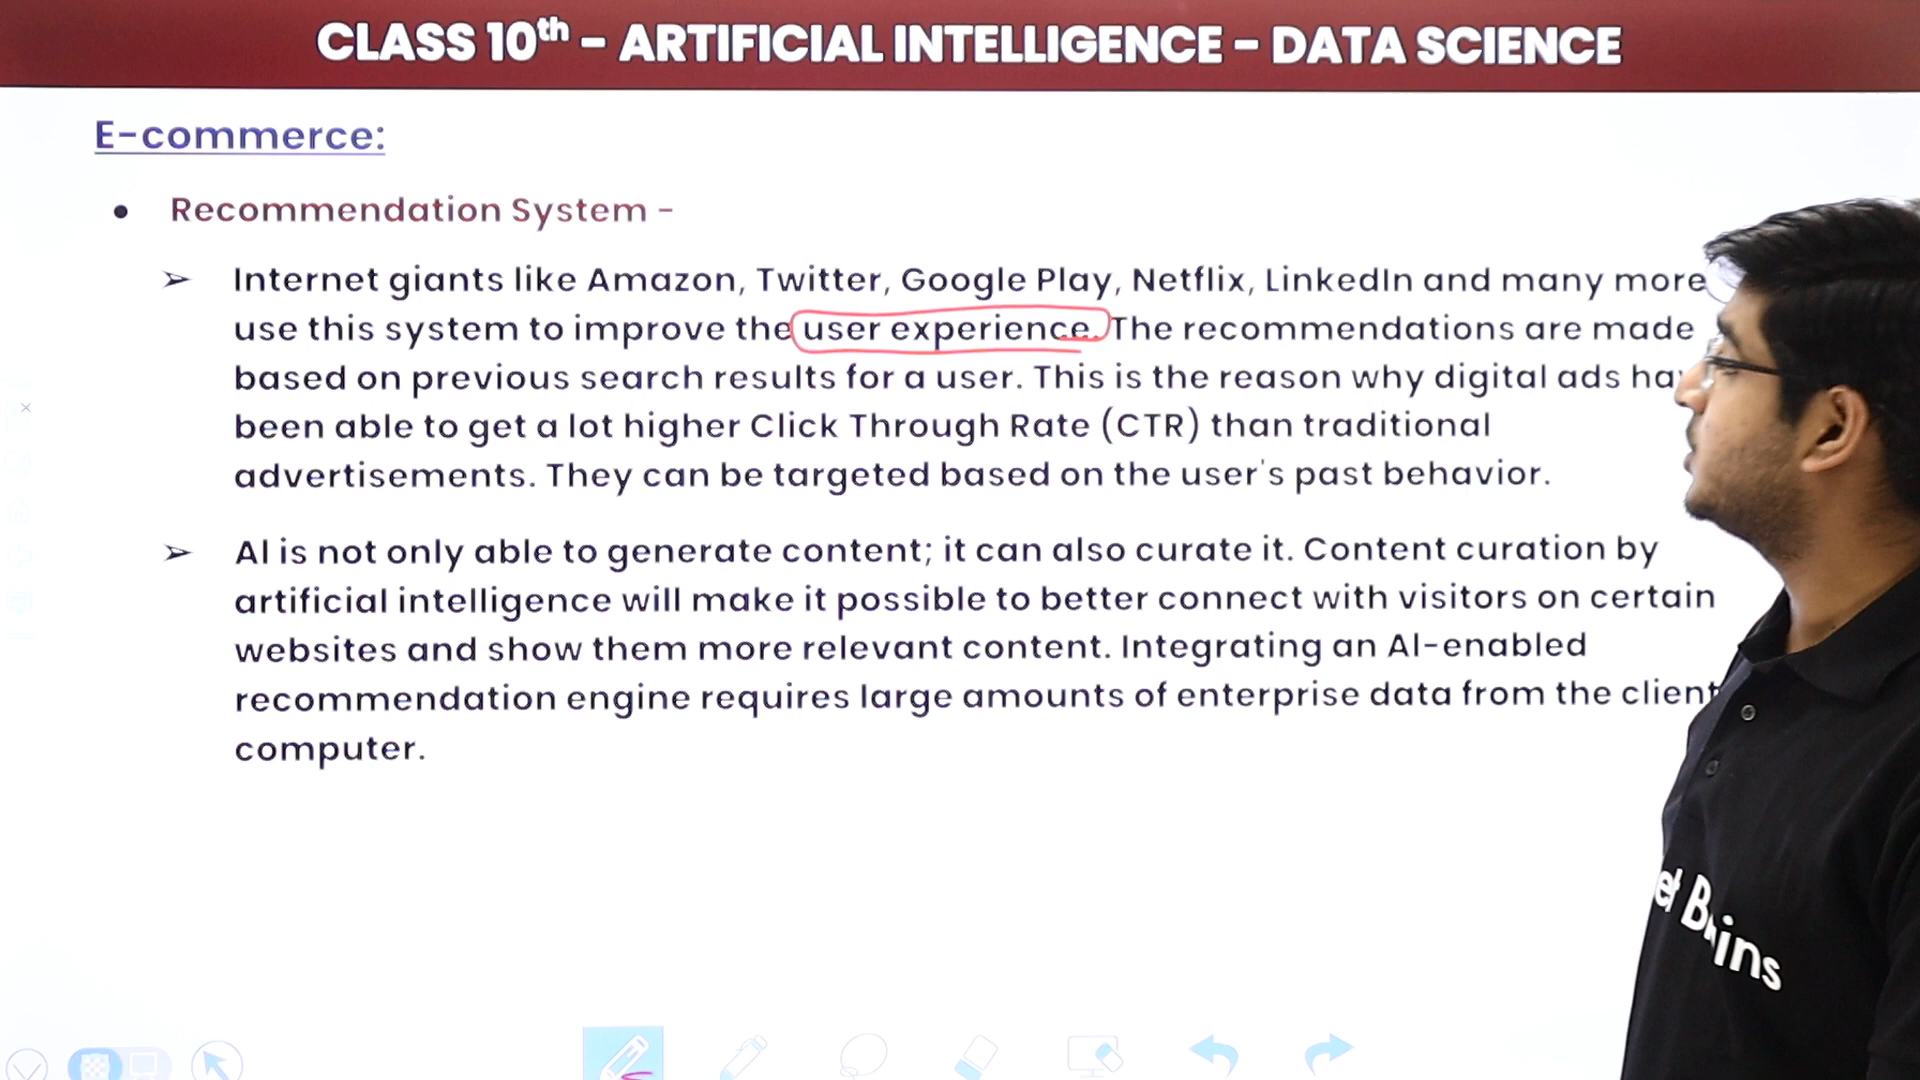 CLASS 10th – ARTIFICIAL INTELLIGENCE – DATA SCIENCE
E-commerce:
• Recommendation System -
➢ Internet giants like Amazon, Twitter, Google Play, Netflix, LinkedIn and many more
use this system to improve the user experience. The recommendations are made
based on previous search results for a user. This is the reason why digital ads
been able to get a lot higher Click Through Rate (CTR) than traditional
advertisements. They can be targeted based on the user's past behavior.
➢ AI is not only able to generate content; it can also curate it. Content curation by
artificial intelligence will make it possible to better connect with visitors on certain
websites and show them more relevant content. Integrating an AI-enabled
recommendation engine requires large amounts of enterprise data from the client
computer.